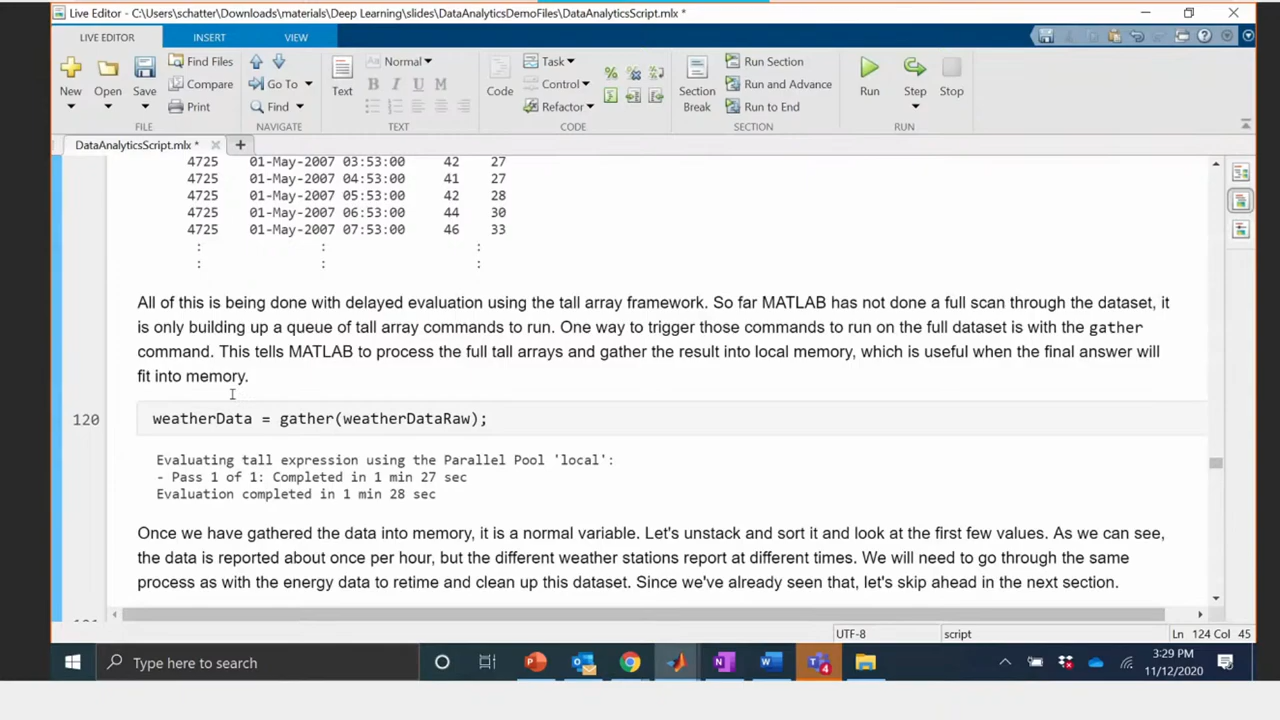 Live Editor - C:\Users\schatter\Downloads\materials\Deep Learning\slides\DataAnalyticsDemoFiles\DataAnalyticsScript.mlx *
LIVE EDITOR INSERT VIEW
New Open Save Find Files Compare Print
Go To Find
Text Normal B I U M
Code Task Control Refactor
Section Break Run Section Run and Advance Run to End
Run Step Stop
FILE NAVIGATE TEXT CODE SECTION RUN
DataAnalyticsScript.mlx *
4725 01-May-2007 03:53:00 42 27
4725 01-May-2007 04:53:00 41 27
4725 01-May-2007 05:53:00 42 28
4725 01-May-2007 06:53:00 44 30
4725 01-May-2007 07:53:00 46 33
: : :
: : :
All of this is being done with delayed evaluation using the tall array framework. So far MATLAB has not done a full scan through the dataset, it
is only building up a queue of tall array commands to run. One way to trigger those commands to run on the full dataset is with the gather
command. This tells MATLAB to process the full tall arrays and gather the result into local memory, which is useful when the final answer will
fit into memory.
120 weatherData = gather(weatherDataRaw);
Evaluating tall expression using the Parallel Pool 'local':
- Pass 1 of 1: Completed in 1 min 27 sec
Evaluation completed in 1 min 28 sec
Once we have gathered the data into memory, it is a normal variable. Let's unstack and sort it and look at the first few values. As we can see,
the data is reported about once per hour, but the different weather stations report at different times. We will need to go through the same
process as with the energy data to retime and clean up this dataset. Since we've already seen that, let's skip ahead in the next section.
UTF-8 script Ln 124 Col 45
Type here to search
4
3:29 PM
11/12/2020